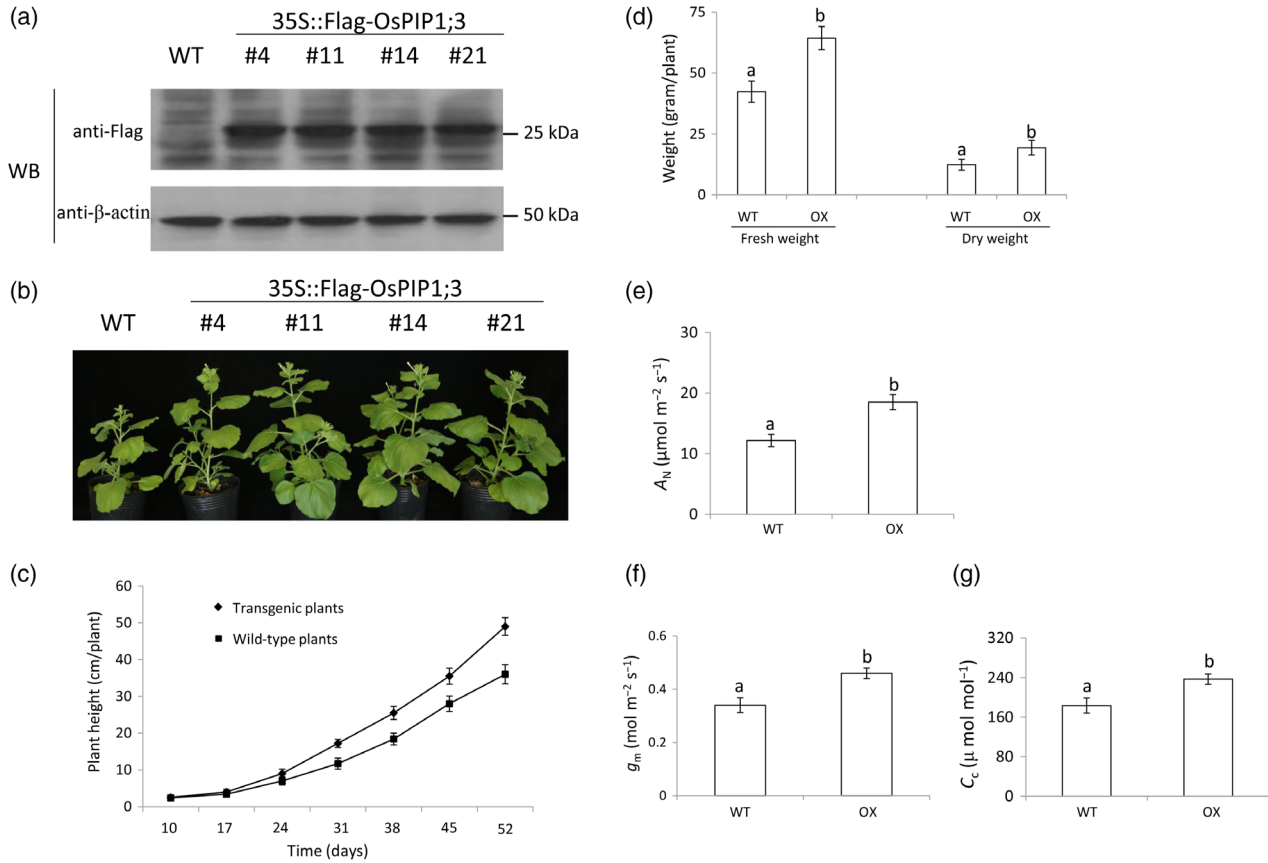 (a)
35S::Flag-OsPIP1;3
WT #4 #11 #14 #21
WB
anti-Flag
25 kDa
anti-β-actin
50 kDa
(b)
35S::Flag-OsPIP1;3
WT #4 #11 #14 #21
(c)
Plant height (cm/plant)
60
50
40
30
20
10
0
Transgenic plants
Wild-type plants
10 17 24 31 38 45 52
Time (days)
(d)
Weight (gram/plant)
75
50
25
0
a b a b
WT OX WT OX
Fresh weight Dry weight
(e)
A_N (μmol m⁻² s⁻¹)
30
20
10
0
a b
WT OX
(f)
g_m (mol m⁻² s⁻¹)
0.6
0.4
0.2
0
a b
WT OX
(g)
C_c (μ mol mol⁻¹)
320
240
160
80
0
a b
WT OX